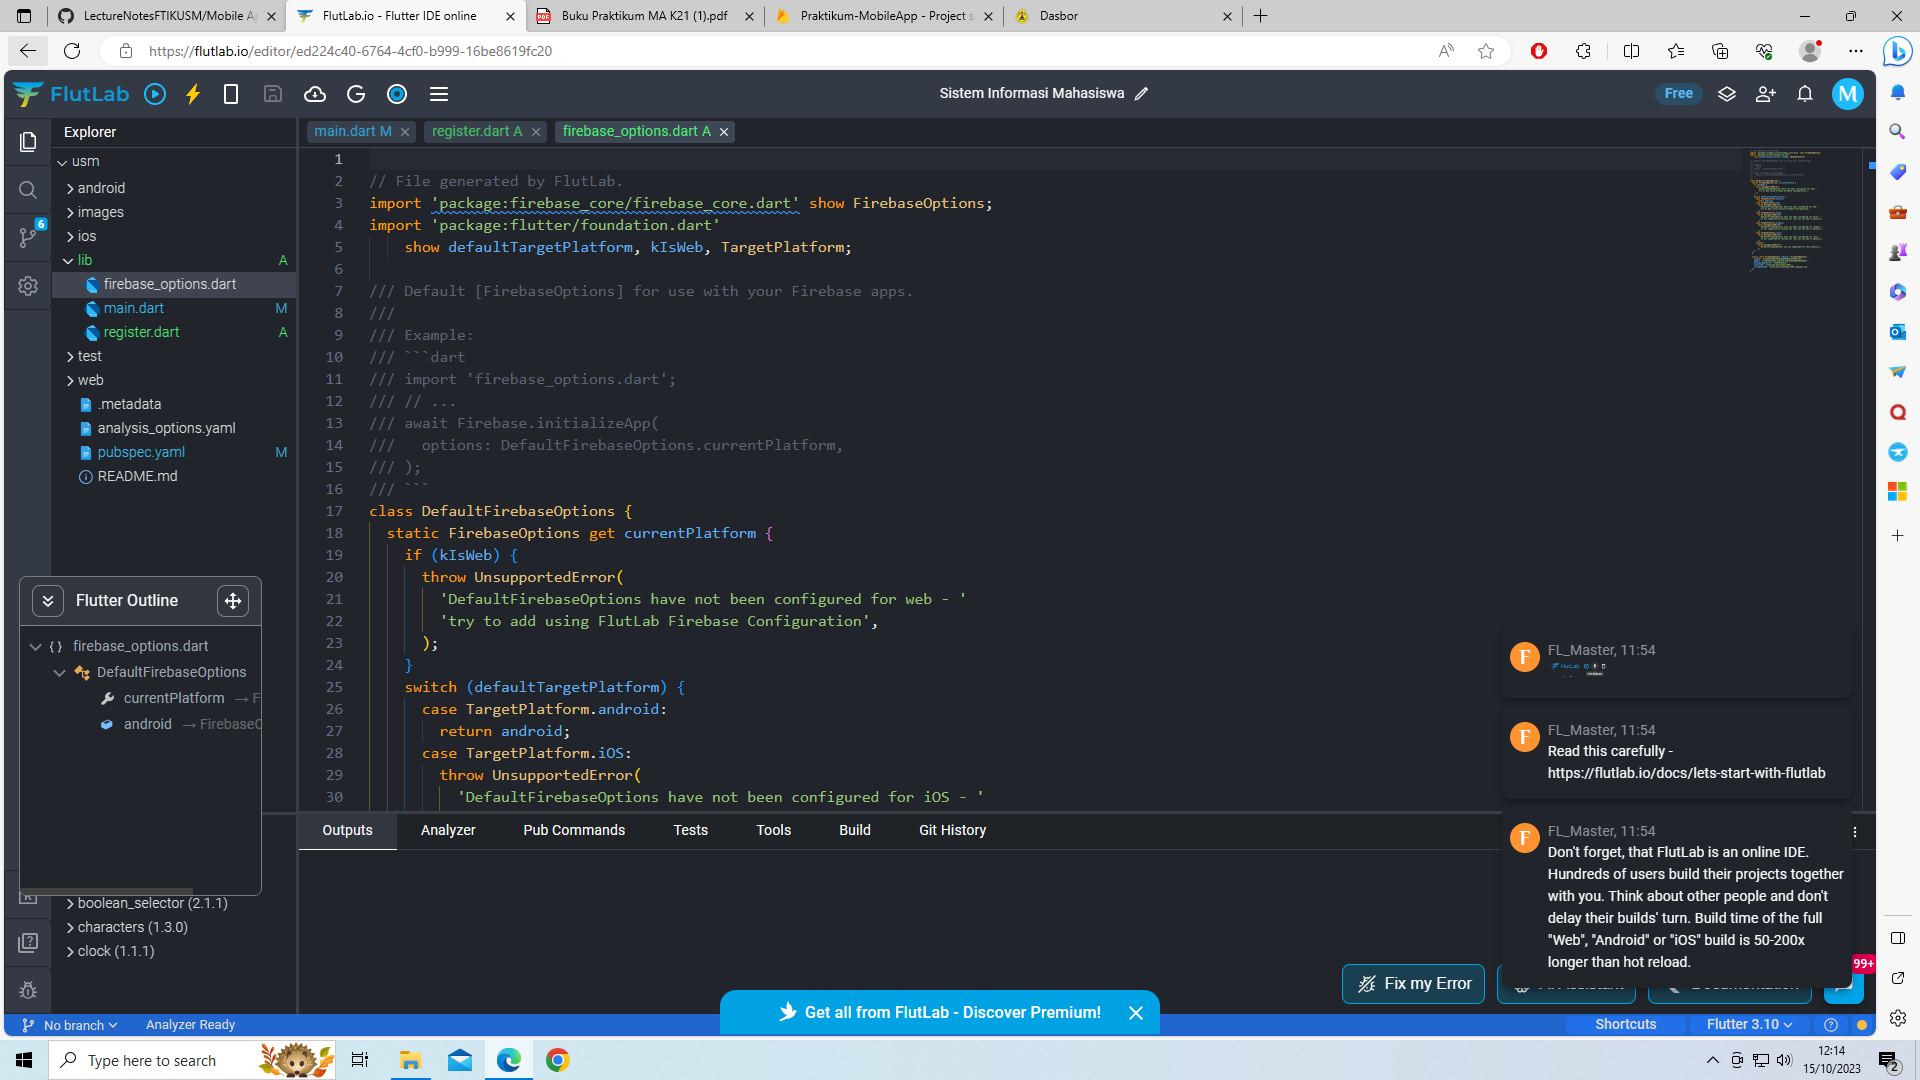 LectureNotesFTIKUSM/Mobile Ap
FlutLab.io - Flutter IDE online
Buku Praktikum MA K21 (1).pdf
Praktikum-MobileApp - Project s
Dasbor
https://flutlab.io/editor/ed224c40-6764-4cf0-b999-16be8619fc20
FlutLab
Sistem Informasi Mahasiswa
Free
M
Explorer
main.dart M
register.dart A
firebase_options.dart A
usm
android
images
ios
lib A
firebase_options.dart
main.dart M
register.dart A
test
web
.metadata
analysis_options.yaml
pubspec.yaml M
README.md
6
1
2 // File generated by FlutLab.
3 import 'package:firebase_core/firebase_core.dart' show FirebaseOptions;
4 import 'package:flutter/foundation.dart'
5 show defaultTargetPlatform, kIsWeb, TargetPlatform;
6
7 /// Default [FirebaseOptions] for use with your Firebase apps.
8 ///
9 /// Example:
10 /// ```dart
11 /// import 'firebase_options.dart';
12 /// // ...
13 /// await Firebase.initializeApp(
14 /// options: DefaultFirebaseOptions.currentPlatform,
15 /// );
16 /// ```
17 class DefaultFirebaseOptions {
18 static FirebaseOptions get currentPlatform {
19 if (kIsWeb) {
20 throw UnsupportedError(
21 'DefaultFirebaseOptions have not been configured for web - '
22 'try to add using FlutLab Firebase Configuration',
23 );
24 }
25 switch (defaultTargetPlatform) {
26 case TargetPlatform.android:
27 return android;
28 case TargetPlatform.iOS:
29 throw UnsupportedError(
30 'DefaultFirebaseOptions have not been configured for iOS - '
Flutter Outline
firebase_options.dart
DefaultFirebaseOptions
currentPlatform → F
android → FirebaseO
boolean_selector (2.1.1)
characters (1.3.0)
clock (1.1.1)
Outputs
Analyzer
Pub Commands
Tests
Tools
Build
Git History
F
FL_Master, 11:54
F
FL_Master, 11:54
Read this carefully -
https://flutlab.io/docs/lets-start-with-flutlab
F
FL_Master, 11:54
Don't forget, that FlutLab is an online IDE.
Hundreds of users build their projects together
with you. Think about other people and don't
delay their builds' turn. Build time of the full
"Web", "Android" or "iOS" build is 50-200x
longer than hot reload.
99+
Fix my Error
Get all from FlutLab - Discover Premium!
No branch
Analyzer Ready
Shortcuts
Flutter 3.10
Type here to search
12:14
15/10/2023
2